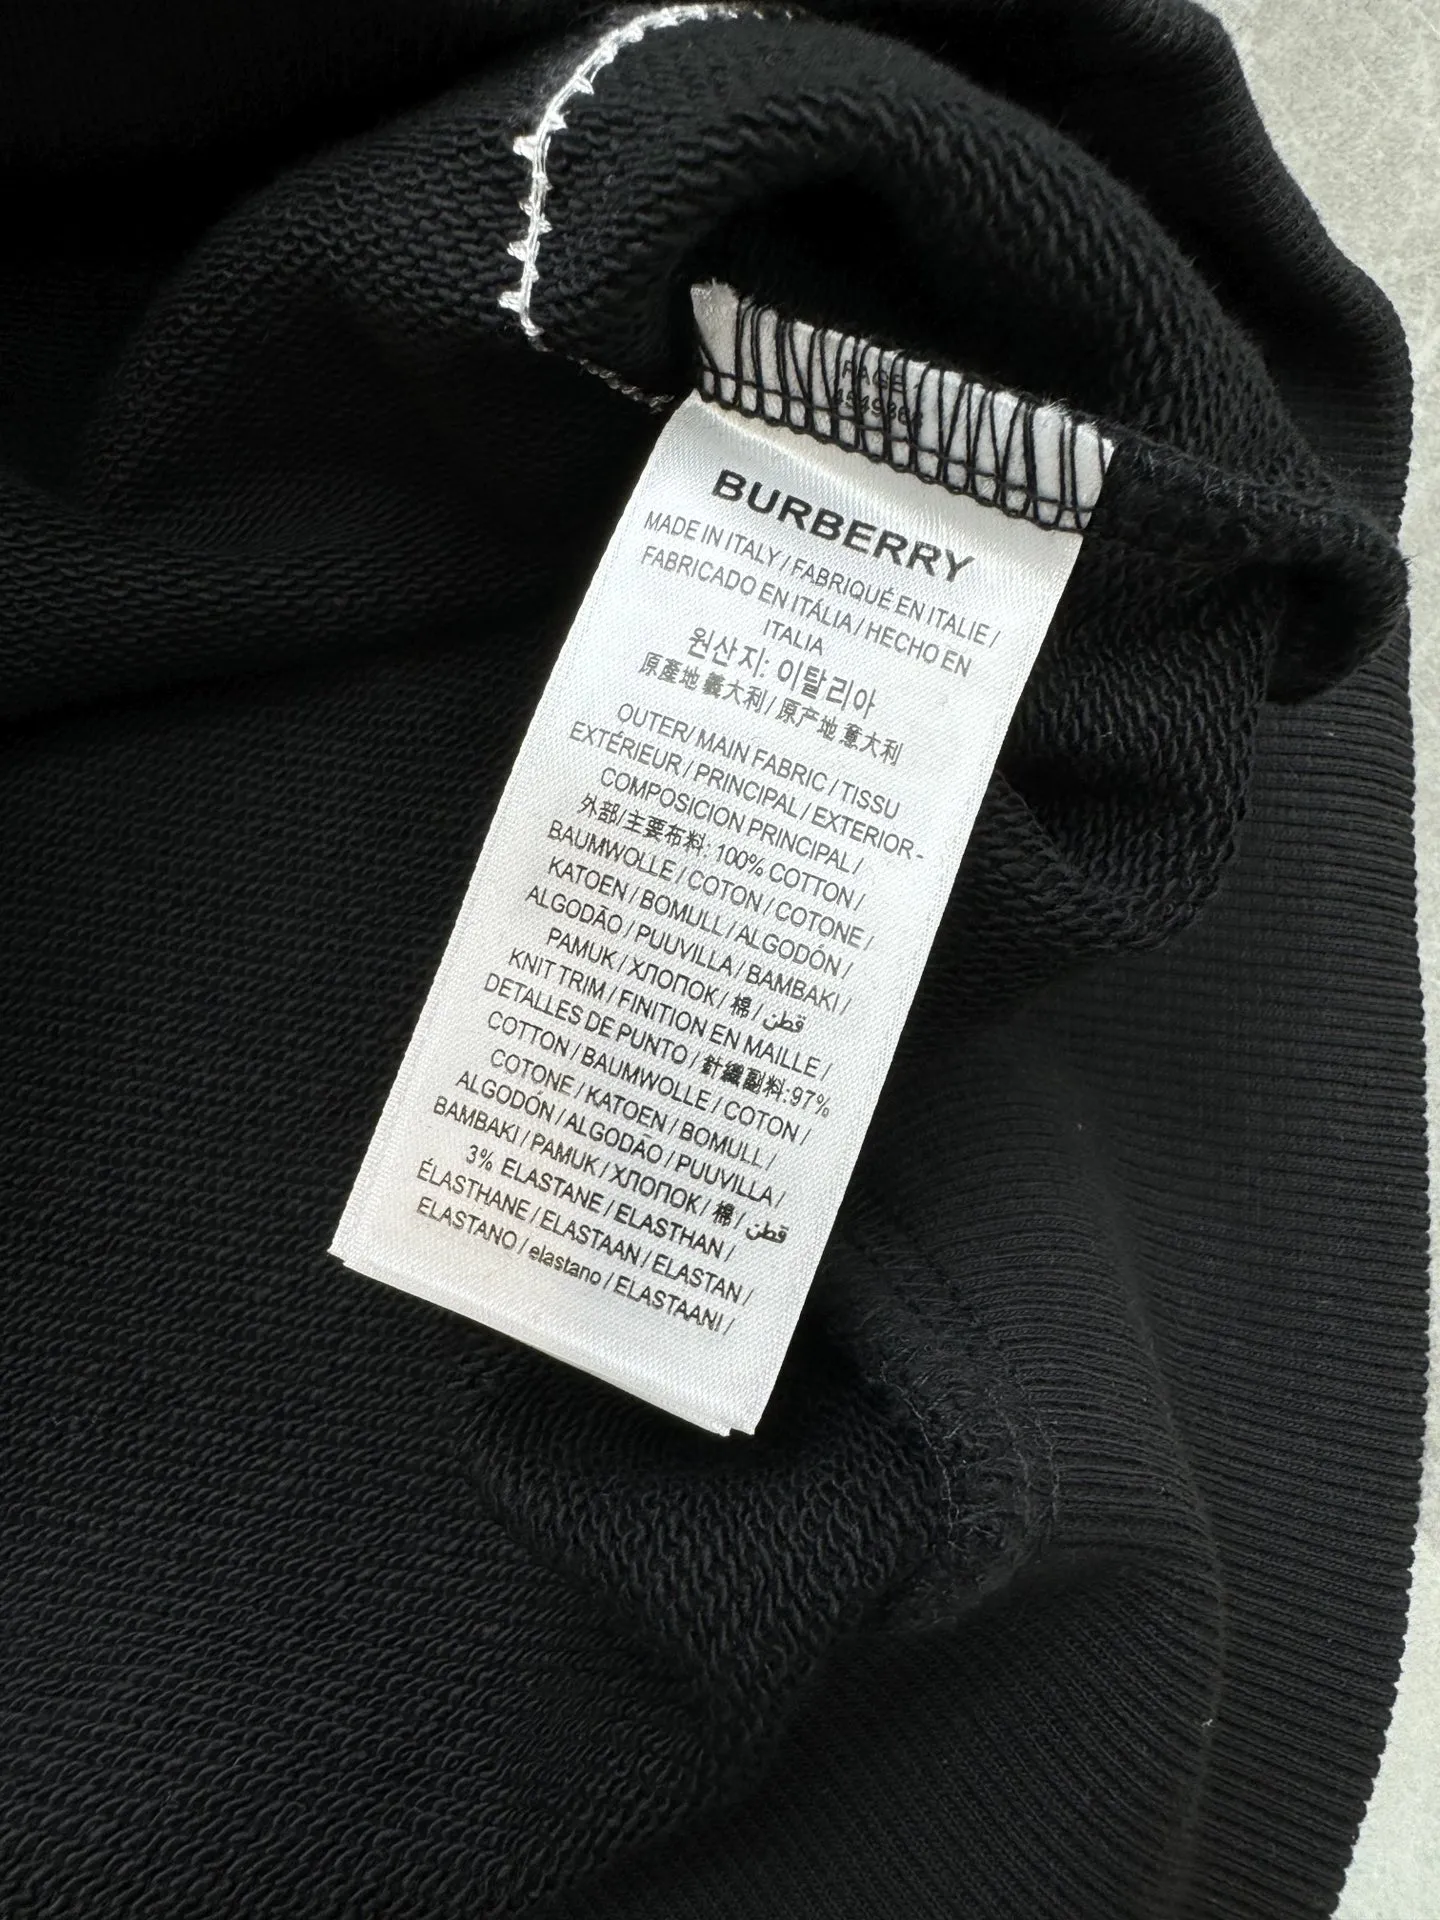 PAGE
BURBERRY
MADE IN ITALY / FABRIQUÉ EN ITALIE /
FABRICADO EN ITÁLIA / HECHO EN
ITALIA
원산지: 이탈리아
原產地 義大利 / 原产地 意大利
OUTER/ MAIN FABRIC / TISSU
EXTÉRIEUR / PRINCIPAL / EXTERIOR -
COMPOSICION PRINCIPAL /
外部/主要布料: 100% COTTON /
BAUMWOLLE / COTON / COTONE /
KATOEN / BOMULL / ALGODÓN /
ALGODÃO / PUUVILLA / BAMBAKI /
PAMUK / ХЛОПОК / 棉 / قطن
KNIT TRIM / FINITION EN MAILLE /
DETALLES DE PUNTO / 針織副料:97%
COTTON / BAUMWOLLE / COTON /
COTONE / KATOEN / BOMULL /
ALGODÓN / ALGODÃO / PUUVILLA /
BAMBAKI / PAMUK / ХЛОПОК / 棉 / قطن
3% ELASTANE / ELASTHAN /
ÉLASTHANE / ELASTAAN / ELASTAN /
ELASTANO / elastano / ELASTAANI /